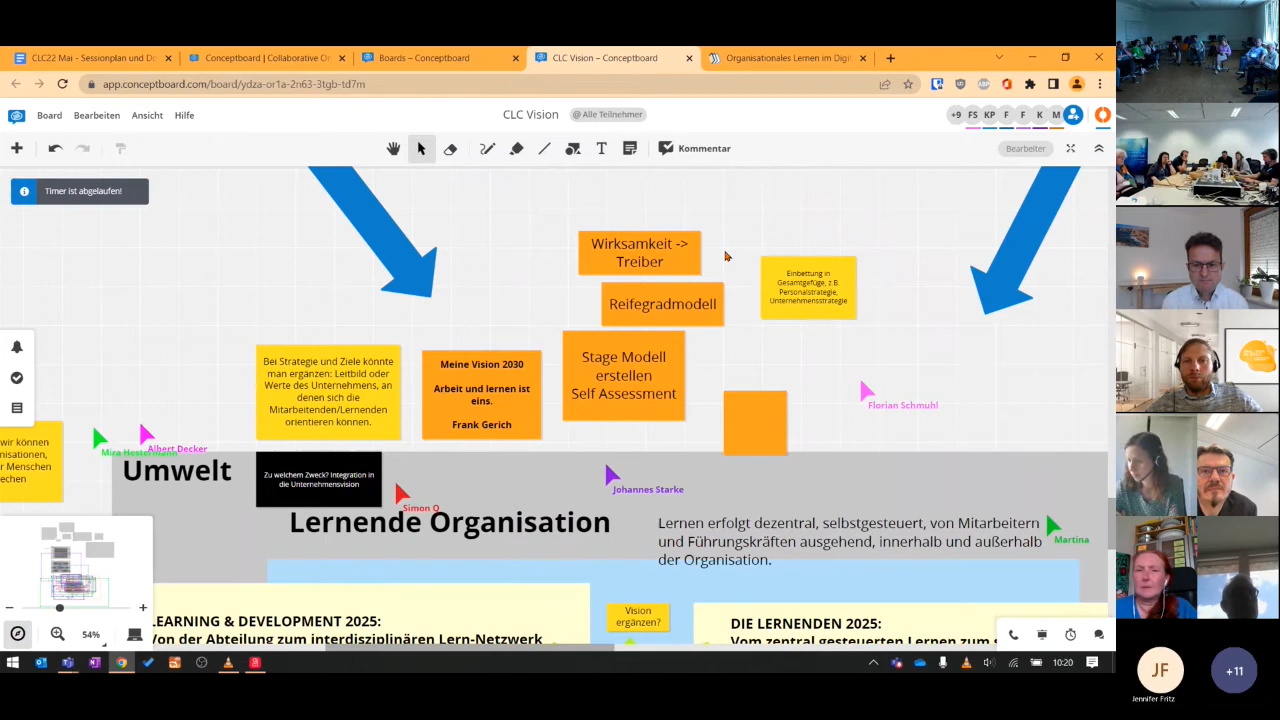 CLC22 Mai - Sessionplan und Do
Conceptboard | Collaborative Or
Boards – Conceptboard
CLC Vision – Conceptboard
Organisationales Lernen im Digit
app.conceptboard.com/board/ydza-or1a-2n63-3tgb-td7m
Board
Bearbeiten
Ansicht
Hilfe
CLC Vision
@ Alle Teilnehmer
+9
FS
KP
F
F
K
M
Kommentar
Bearbeiter
Timer ist abgelaufen!
Wirksamkeit ->
Treiber
Reifegradmodell
Einbettung in
Gesamtgefüge, z.B.
Personalstrategie,
Unternehmensstrategie
Bei Strategie und Ziele könnte
man ergänzen: Leitbild oder
Werte des Unternehmens, an
denen sich die
Mitarbeitenden/Lernenden
orientieren können.
Meine Vision 2030
Arbeit und lernen ist
eins.
Frank Gerich
Stage Modell
erstellen
Self Assessment
Florian Schmuhl
wir können
nisationen,
r Menschen
echen
Mira Hestermann
Albert Decker
Umwelt
Zu welchem Zweck? Integration in
die Unternehmensvision
Simon O
Johannes Starke
Lernende Organisation
Lernen erfolgt dezentral, selbstgesteuert, von Mitarbeitern
und Führungskräften ausgehend, innerhalb und außerhalb
der Organisation.
Martina
LEARNING & DEVELOPMENT 2025:
Von der Abteilung zum interdisziplinären Lern-Netzwerk
Vision
ergänzen?
DIE LERNENDEN 2025:
Vom zentral gesteuerten Lernen zum s
54%
10:20
JF
Jennifer Fritz
+11